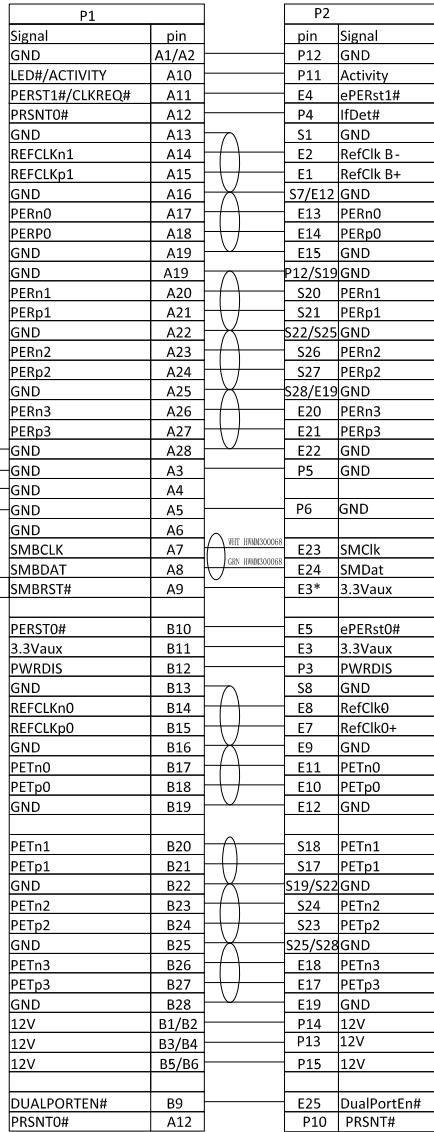 P1 P2
Signal pin pin Signal
GND A1/A2 P12 GND
LED#/ACTIVITY A10 P11 Activity
PERST1#/CLKREQ# A11 E4 ePERst1#
PRSNT0# A12 P4 IfDet#
GND A13 S1 GND
REFCLKn1 A14 E2 RefClk B-
REFCLKp1 A15 E1 RefClk B+
GND A16 S7/E12 GND
PERn0 A17 E13 PERn0
PERP0 A18 E14 PERp0
GND A19 E15 GND
GND A19 P12/S19 GND
PERn1 A20 S20 PERn1
PERp1 A21 S21 PERp1
GND A22 S22/S25 GND
PERn2 A23 S26 PERn2
PERp2 A24 S27 PERp2
GND A25 S28/E19 GND
PERn3 A26 E20 PERn3
PERp3 A27 E21 PERp3
GND A28 E22 GND
GND A3 P5 GND
GND A4
GND A5 P6 GND
GND A6
SMBCLK A7 WHT HWMM300068 E23 SMClk
SMBDAT A8 GRN HWMM300068 E24 SMDat
SMBRST# A9 E3* 3.3Vaux
PERST0# B10 E5 ePERst0#
3.3Vaux B11 E3 3.3Vaux
PWRDIS B12 P3 PWRDIS
GND B13 S8 GND
REFCLKn0 B14 E8 RefClk0-
REFCLKp0 B15 E7 RefClk0+
GND B16 E9 GND
PETn0 B17 E11 PETn0
PETp0 B18 E10 PETp0
GND B19 E12 GND
PETn1 B20 S18 PETn1
PETp1 B21 S17 PETp1
GND B22 S19/S22 GND
PETn2 B23 S24 PETn2
PETp2 B24 S23 PETp2
GND B25 S25/S28 GND
PETn3 B26 E18 PETn3
PETp3 B27 E17 PETp3
GND B28 E19 GND
12V B1/B2 P14 12V
12V B3/B4 P13 12V
12V B5/B6 P15 12V
DUALPORTEN# B9 E25 DualPortEn#
PRSNT0# A12 P10 PRSNT#